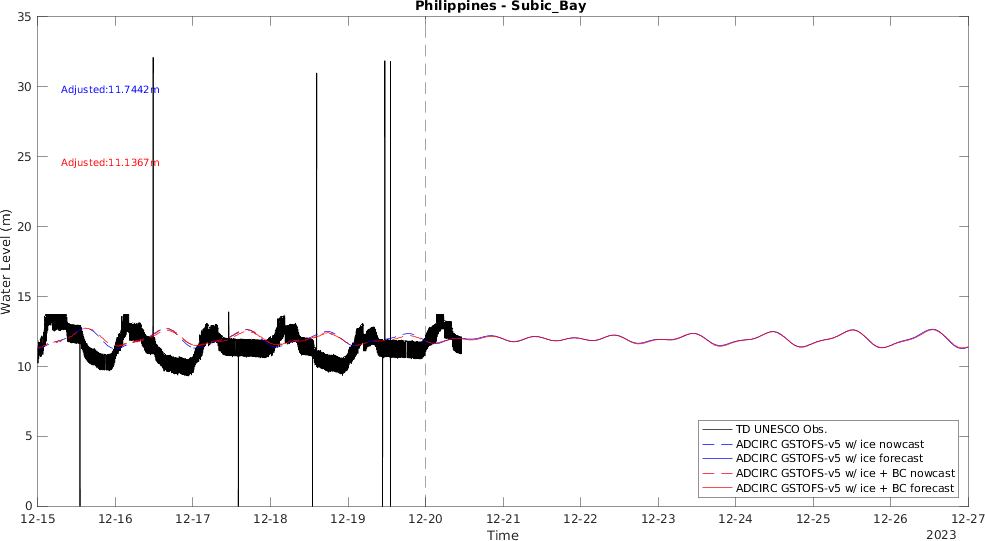 Philippines - Subic_Bay
35
30
25
20
15
10
5
0
Water Level (m)
Adjusted:11.7442m
Adjusted:11.1367m
TD UNESCO Obs.
ADCIRC GSTOFS-v5 w/ ice nowcast
ADCIRC GSTOFS-v5 w/ ice forecast
ADCIRC GSTOFS-v5 w/ ice + BC nowcast
ADCIRC GSTOFS-v5 w/ ice + BC forecast
12-15 12-16 12-17 12-18 12-19 12-20 12-21 12-22 12-23 12-24 12-25 12-26 12-27
Time
2023